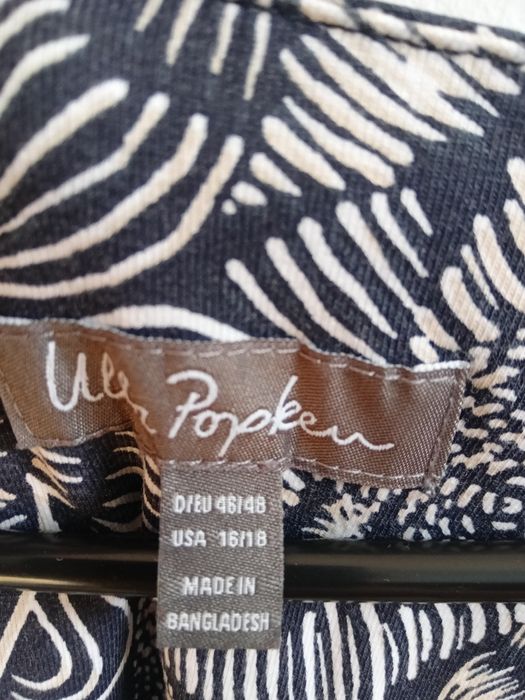 Ulla Popken
D/EU 46/48
USA 16/18
MADE IN
BANGLADESH